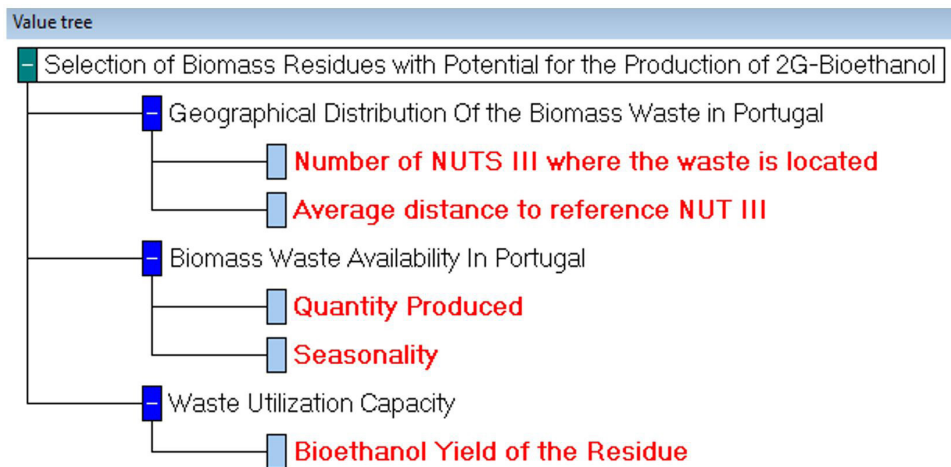 Value tree
Selection of Biomass Residues with Potential for the Production of 2G-Bioethanol
Geographical Distribution Of the Biomass Waste in Portugal
Number of NUTS III where the waste is located
Average distance to reference NUT III
Biomass Waste Availability In Portugal
Quantity Produced
Seasonality
Waste Utilization Capacity
Bioethanol Yield of the Residue